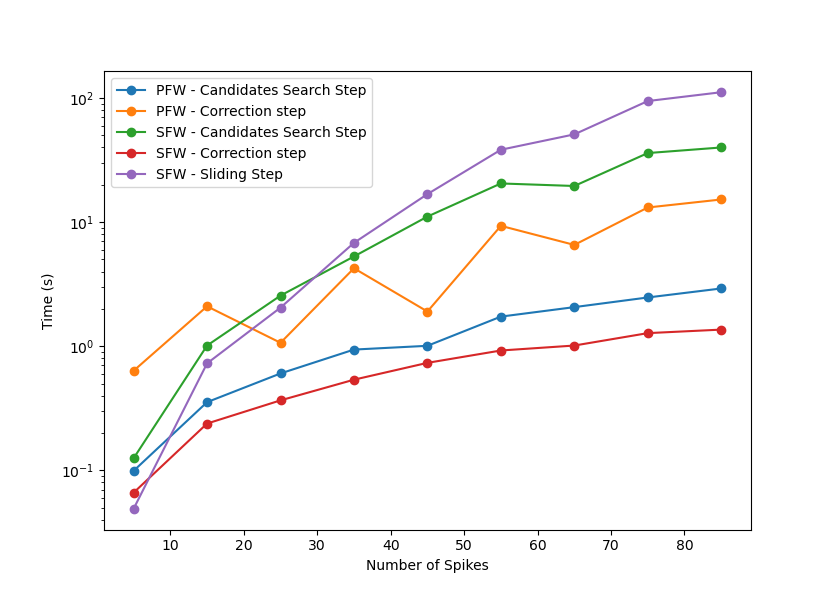 PFW - Candidates Search Step
PFW - Correction step
SFW - Candidates Search Step
SFW - Correction step
SFW - Sliding Step
10²
10¹
10⁰
10⁻¹
Time (s)
10 20 30 40 50 60 70 80
Number of Spikes